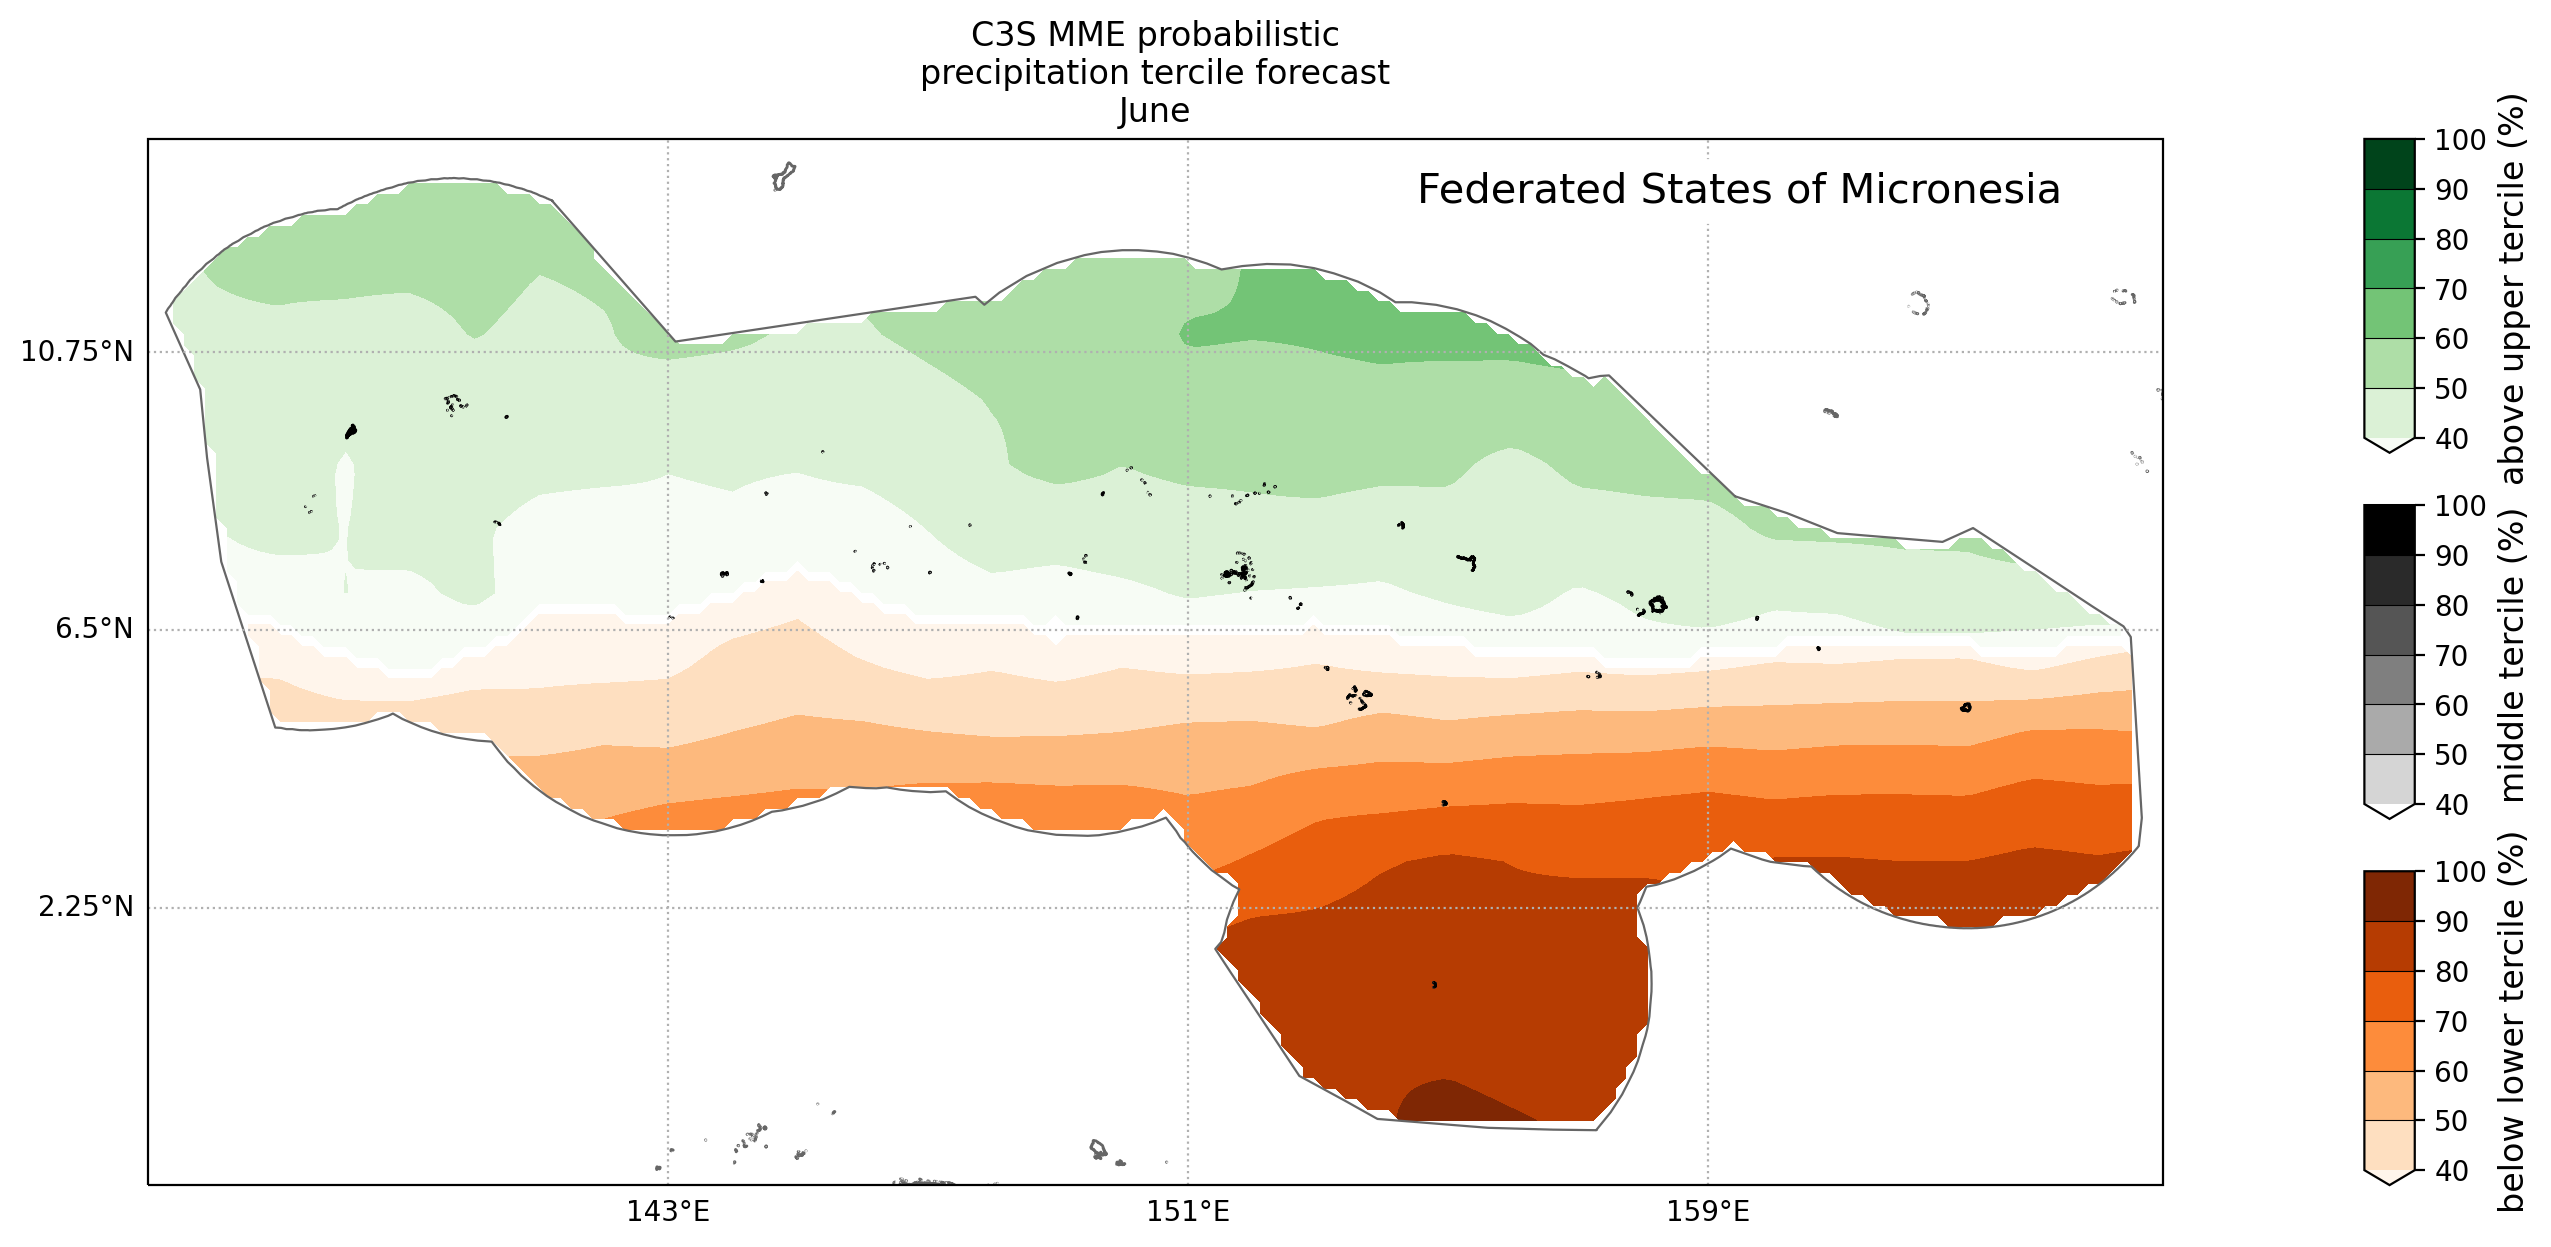 C3S MME probabilistic
precipitation tercile forecast
June
Federated States of Micronesia
10.75°N
6.5°N
2.25°N
143°E
151°E
159°E
100
90
80
70
60
50
40
above upper tercile (%)
100
90
80
70
60
50
40
middle tercile (%)
100
90
80
70
60
50
40
below lower tercile (%)